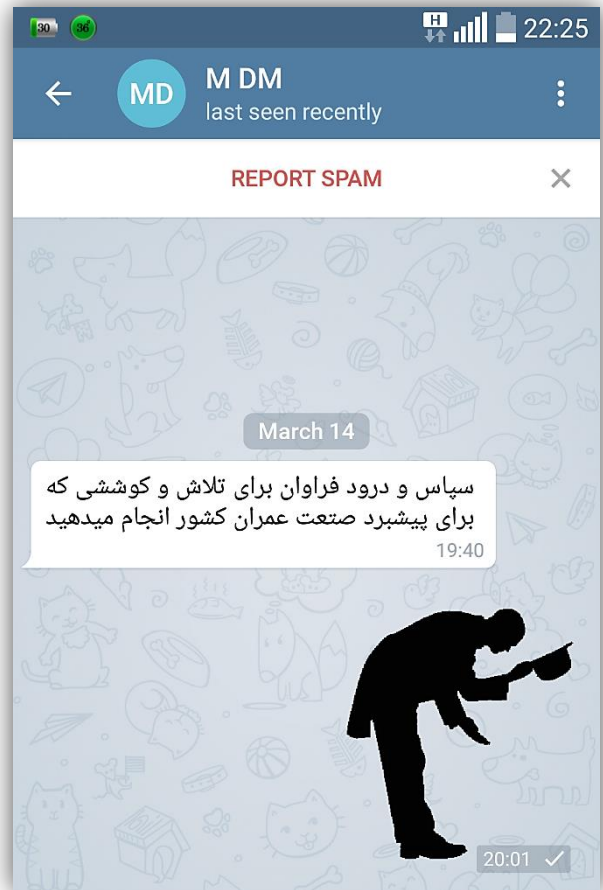 30 36 H 22:25
MD
M DM
last seen recently
REPORT SPAM
March 14
سپاس و درود فراوان برای تلاش و کوششی که
برای پیشبرد صتعت عمران کشور انجام میدهید
19:40
20:01